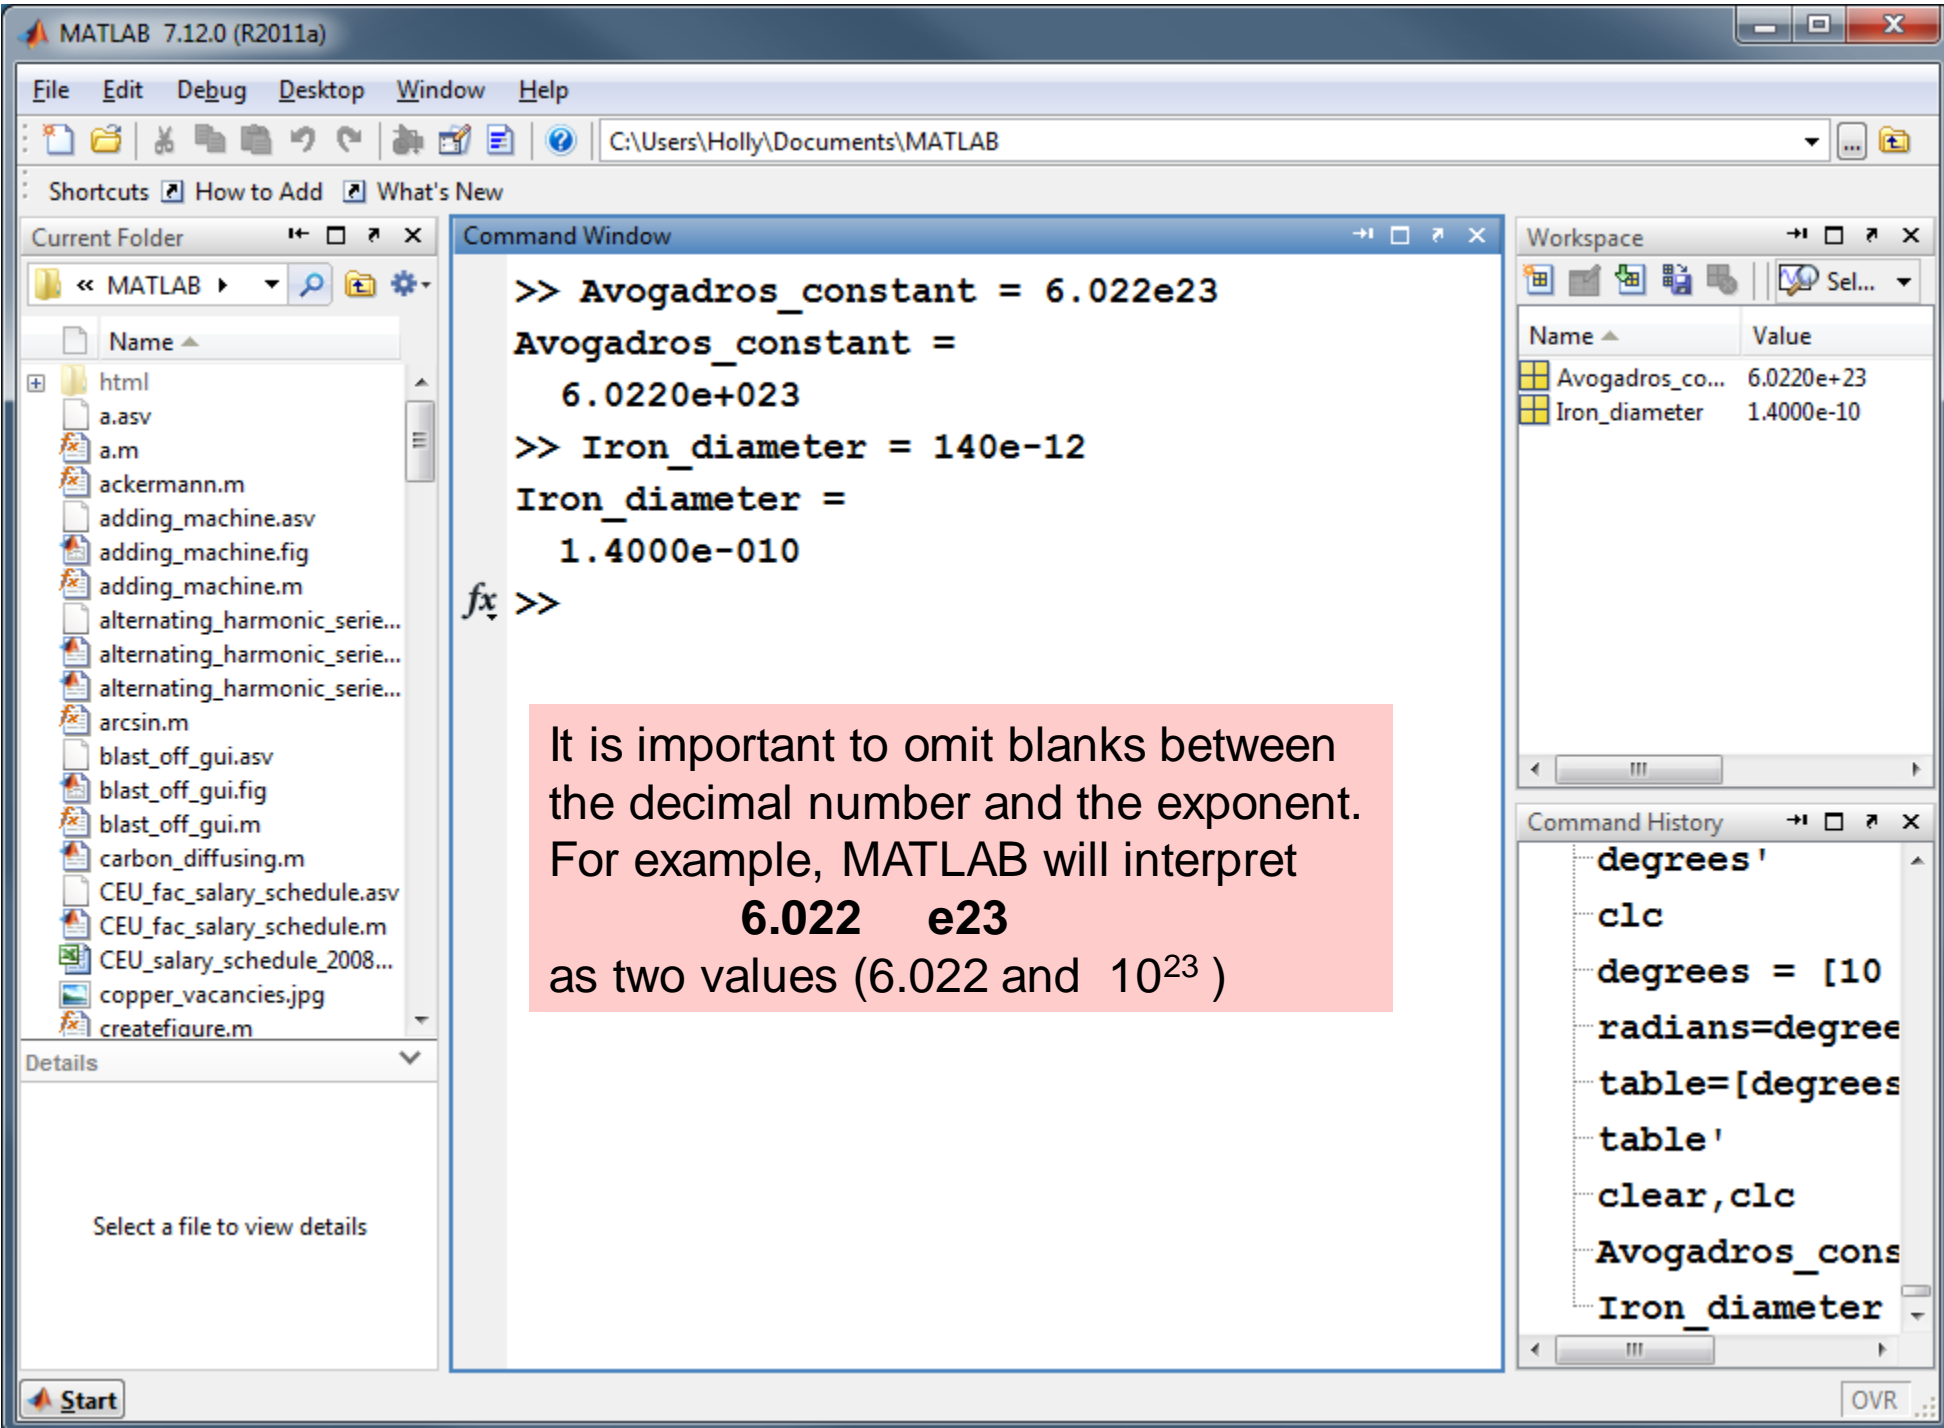 MATLAB 7.12.0 (R2011a)
File Edit Debug Desktop Window Help
C:\Users\Holly\Documents\MATLAB
Shortcuts How to Add What's New
Current Folder
« MATLAB
Name
html
a.asv
a.m
ackermann.m
adding_machine.asv
adding_machine.fig
adding_machine.m
alternating_harmonic_serie...
alternating_harmonic_serie...
alternating_harmonic_serie...
arcsin.m
blast_off_gui.asv
blast_off_gui.fig
blast_off_gui.m
carbon_diffusing.m
CEU_fac_salary_schedule.asv
CEU_fac_salary_schedule.m
CEU_salary_schedule_2008...
copper_vacancies.jpg
createfigure.m
Details
Select a file to view details
Start
Command Window
>> Avogadros_constant = 6.022e23
Avogadros_constant =
6.0220e+023
>> Iron_diameter = 140e-12
Iron_diameter =
1.4000e-010
fx >>
It is important to omit blanks between
the decimal number and the exponent.
For example, MATLAB will interpret
6.022 e23
as two values (6.022 and 10²³ )
Workspace
Sel...
Name Value
Avogadros_co... 6.0220e+23
Iron_diameter 1.4000e-10
Command History
degrees'
clc
degrees = [10
radians=degree
table=[degrees
table'
clear,clc
Avogadros_cons
Iron_diameter
OVR